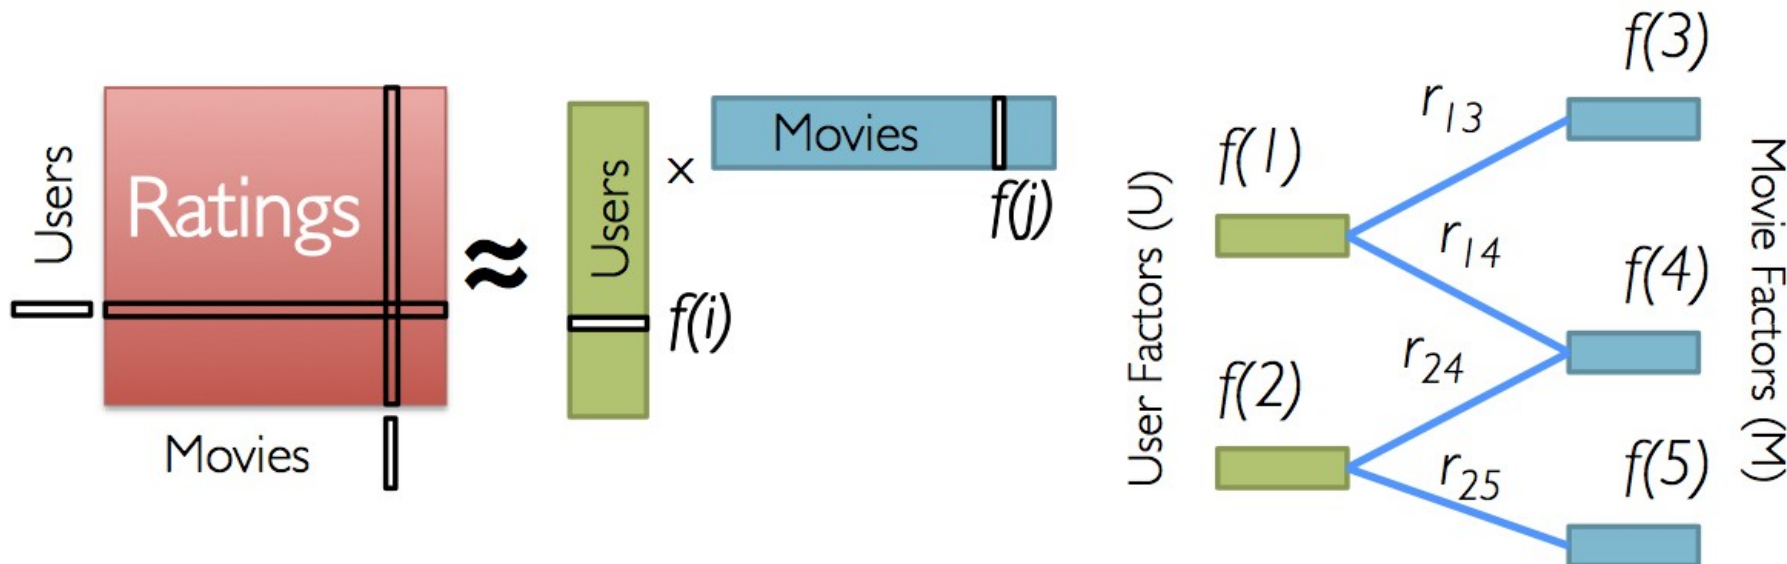 Users
Ratings
Movies
≈
Users
f(i)
x
Movies
f(j)
User Factors (U)
f(1)
f(2)
r13
r14
r24
r25
f(3)
f(4)
f(5)
Movie Factors (M)